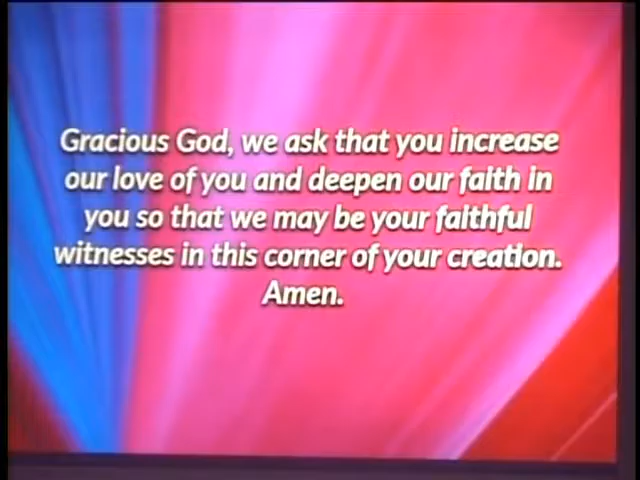 Gracious God, we ask that you increase
our love of you and deepen our faith in
you so that we may be your faithful
witnesses in this corner of your creation.
Amen.